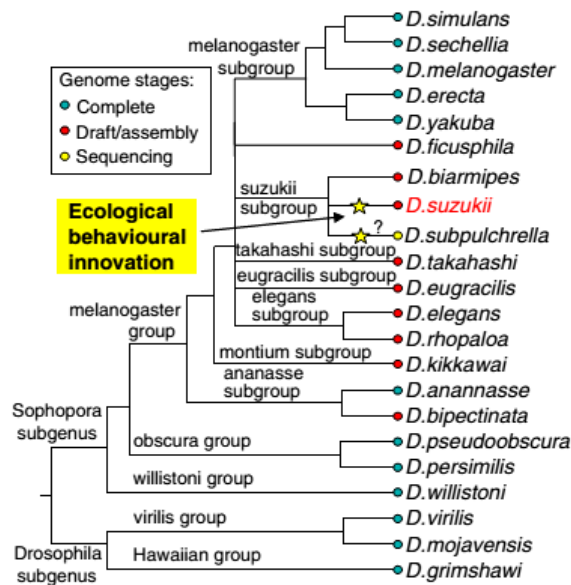 D.simulans
melanogaster
subgroup
D.sechellia
D.melanogaster
Genome stages:
Complete
Draft/assembly
Sequencing
D.erecta
D.yakuba
D.ficusphila
D.biarmipes
suzukii
subgroup
D.suzukii
Ecological
behavioural
innovation
?
D.subpulchrella
takahashi subgroup
D.takahashi
eugracilis subgroup
D.eugracilis
elegans
subgroup
D.elegans
D.rhopaloa
melanogaster
group
montium subgroup
D.kikkawai
ananasse
subgroup
D.anannasse
D.bipectinata
Sophopora
subgenus
obscura group
D.pseudoobscura
D.persimilis
willistoni group
D.willistoni
virilis group
D.virilis
D.mojavensis
Drosophila
subgenus
Hawaiian group
D.grimshawi